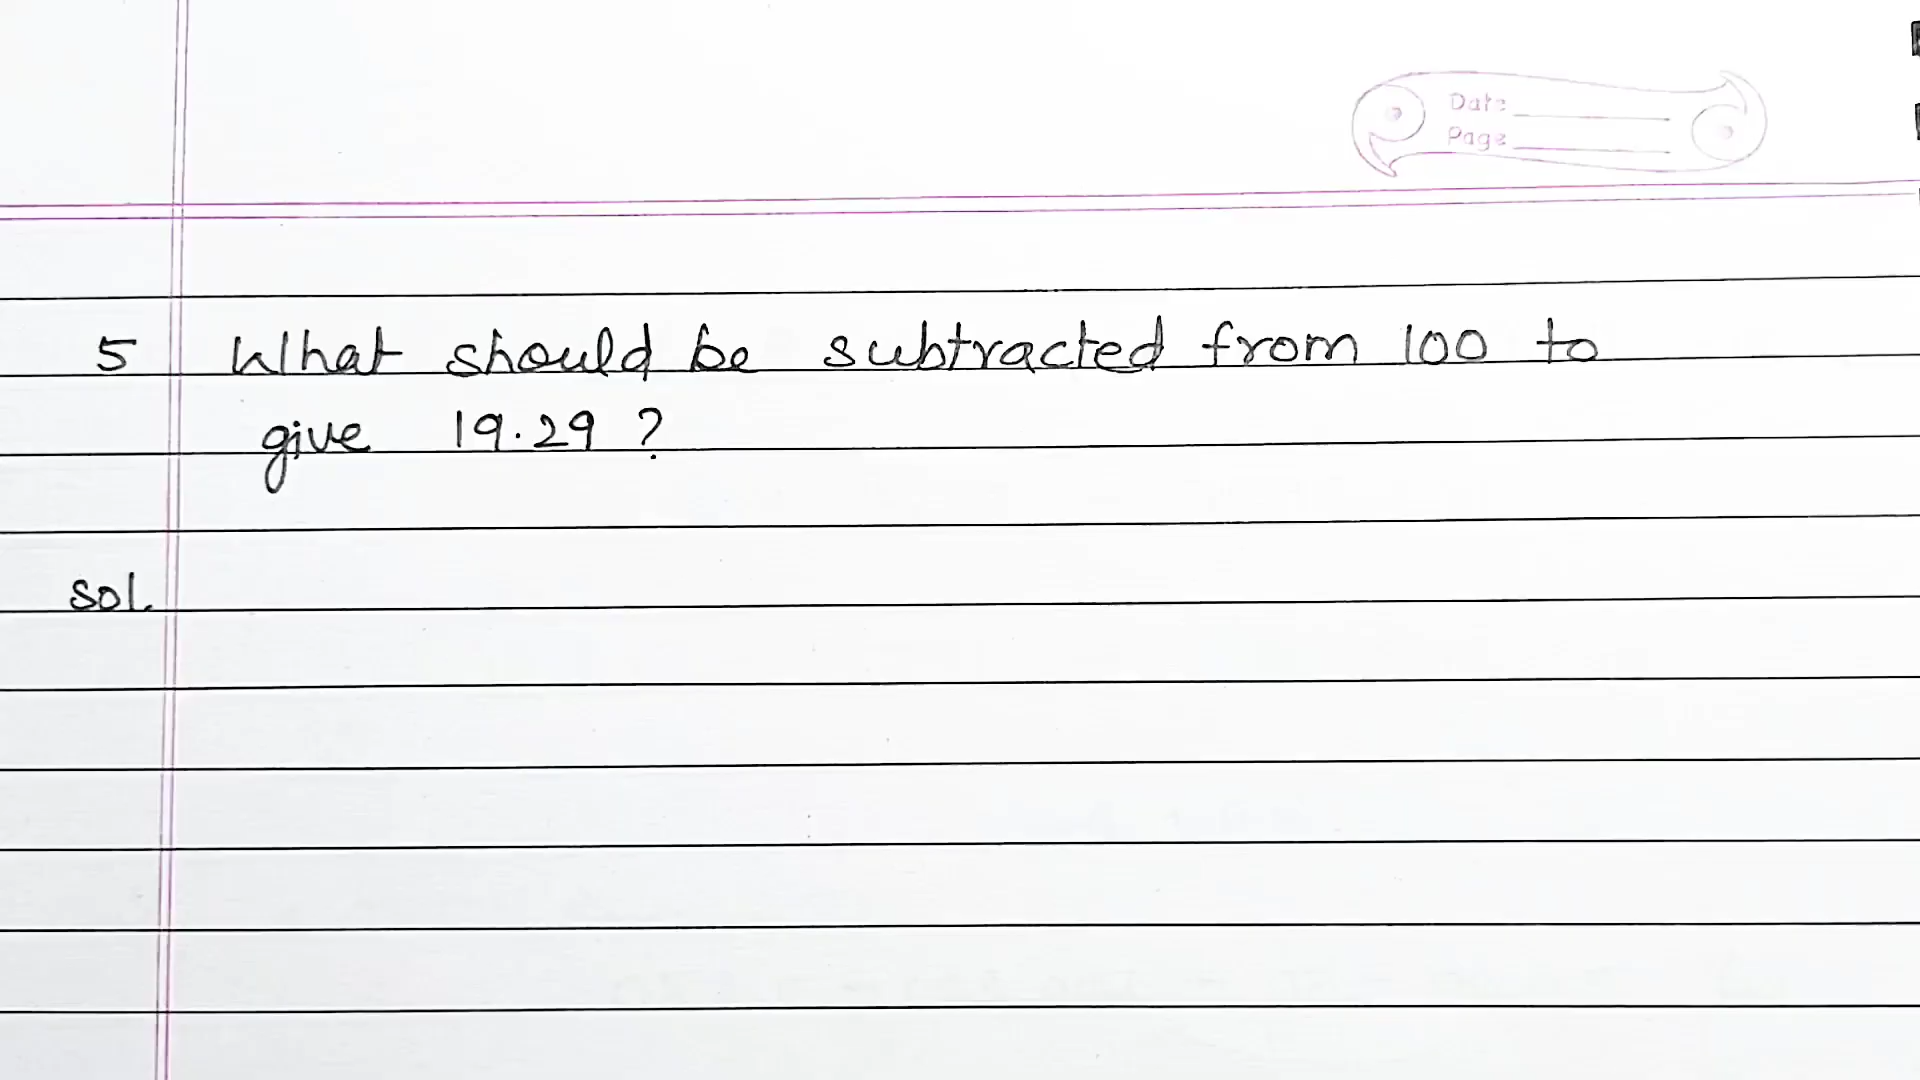 Date
Page
5 What should be subtracted from 100 to
give 19.29 ?
Sol.